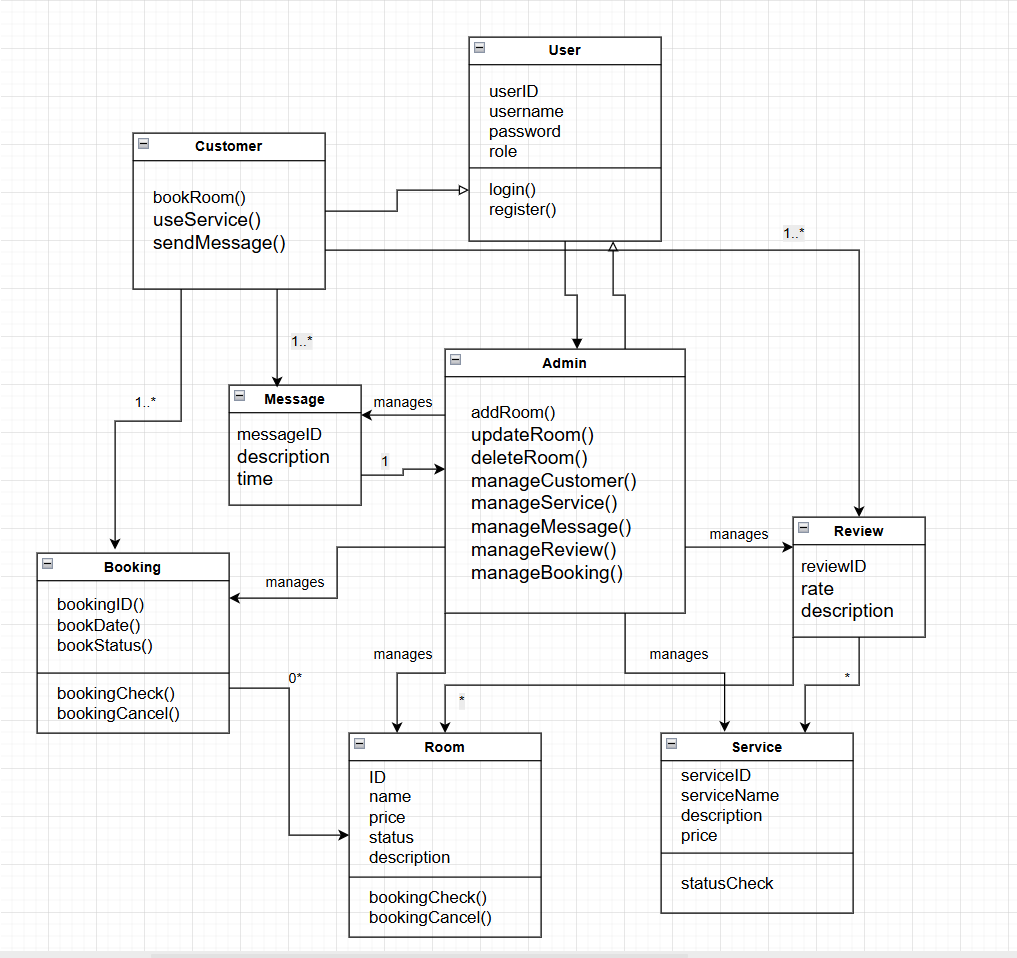 User
userID
username
password
role
login()
register()
Customer
bookRoom()
useService()
sendMessage()
1..*
1..*
1..*
Message
messageID
description
time
manages
1
Admin
addRoom()
updateRoom()
deleteRoom()
manageCustomer()
manageService()
manageMessage()
manageReview()
manageBooking()
manages
Review
reviewID
rate
description
Booking
bookingID()
bookDate()
bookStatus()
bookingCheck()
bookingCancel()
manages
manages
manages
0*
*
*
Room
ID
name
price
status
description
bookingCheck()
bookingCancel()
Service
serviceID
serviceName
description
price
statusCheck